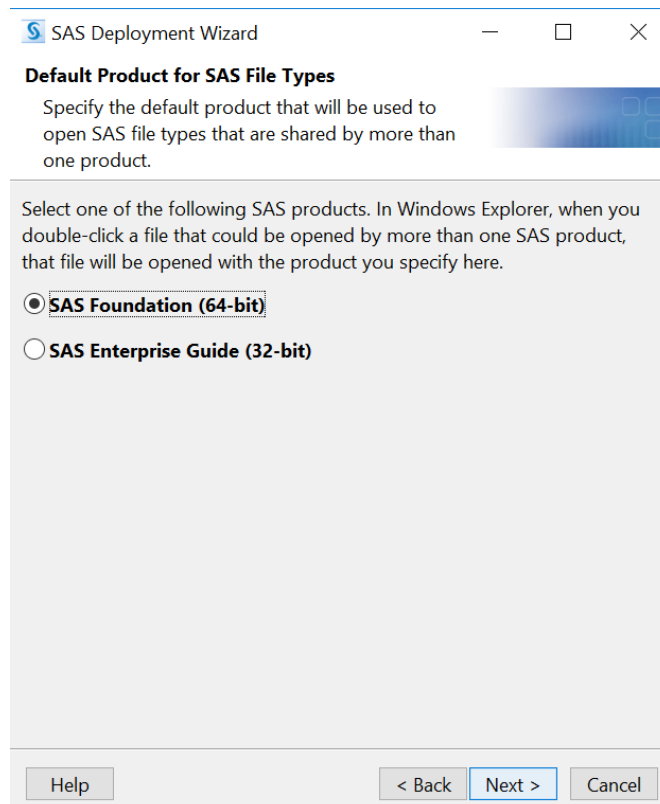 SAS Deployment Wizard
Default Product for SAS File Types
Specify the default product that will be used to
open SAS file types that are shared by more than
one product.
Select one of the following SAS products. In Windows Explorer, when you
double-click a file that could be opened by more than one SAS product,
that file will be opened with the product you specify here.
SAS Foundation (64-bit)
SAS Enterprise Guide (32-bit)
Help
< Back
Next >
Cancel